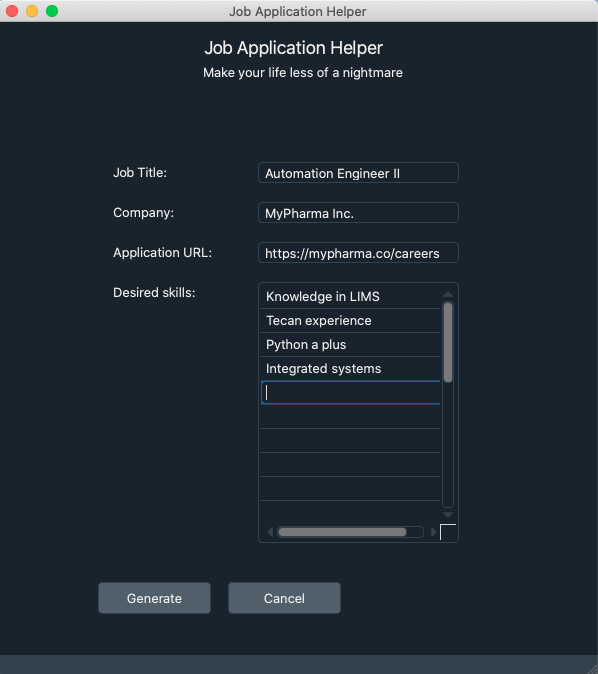 Job Application Helper
Job Application Helper
Make your life less of a nightmare
Job Title: Automation Engineer II
Company: MyPharma Inc.
Application URL: https://mypharma.co/careers
Desired skills: Knowledge in LIMS
Tecan experience
Python a plus
Integrated systems
Generate Cancel